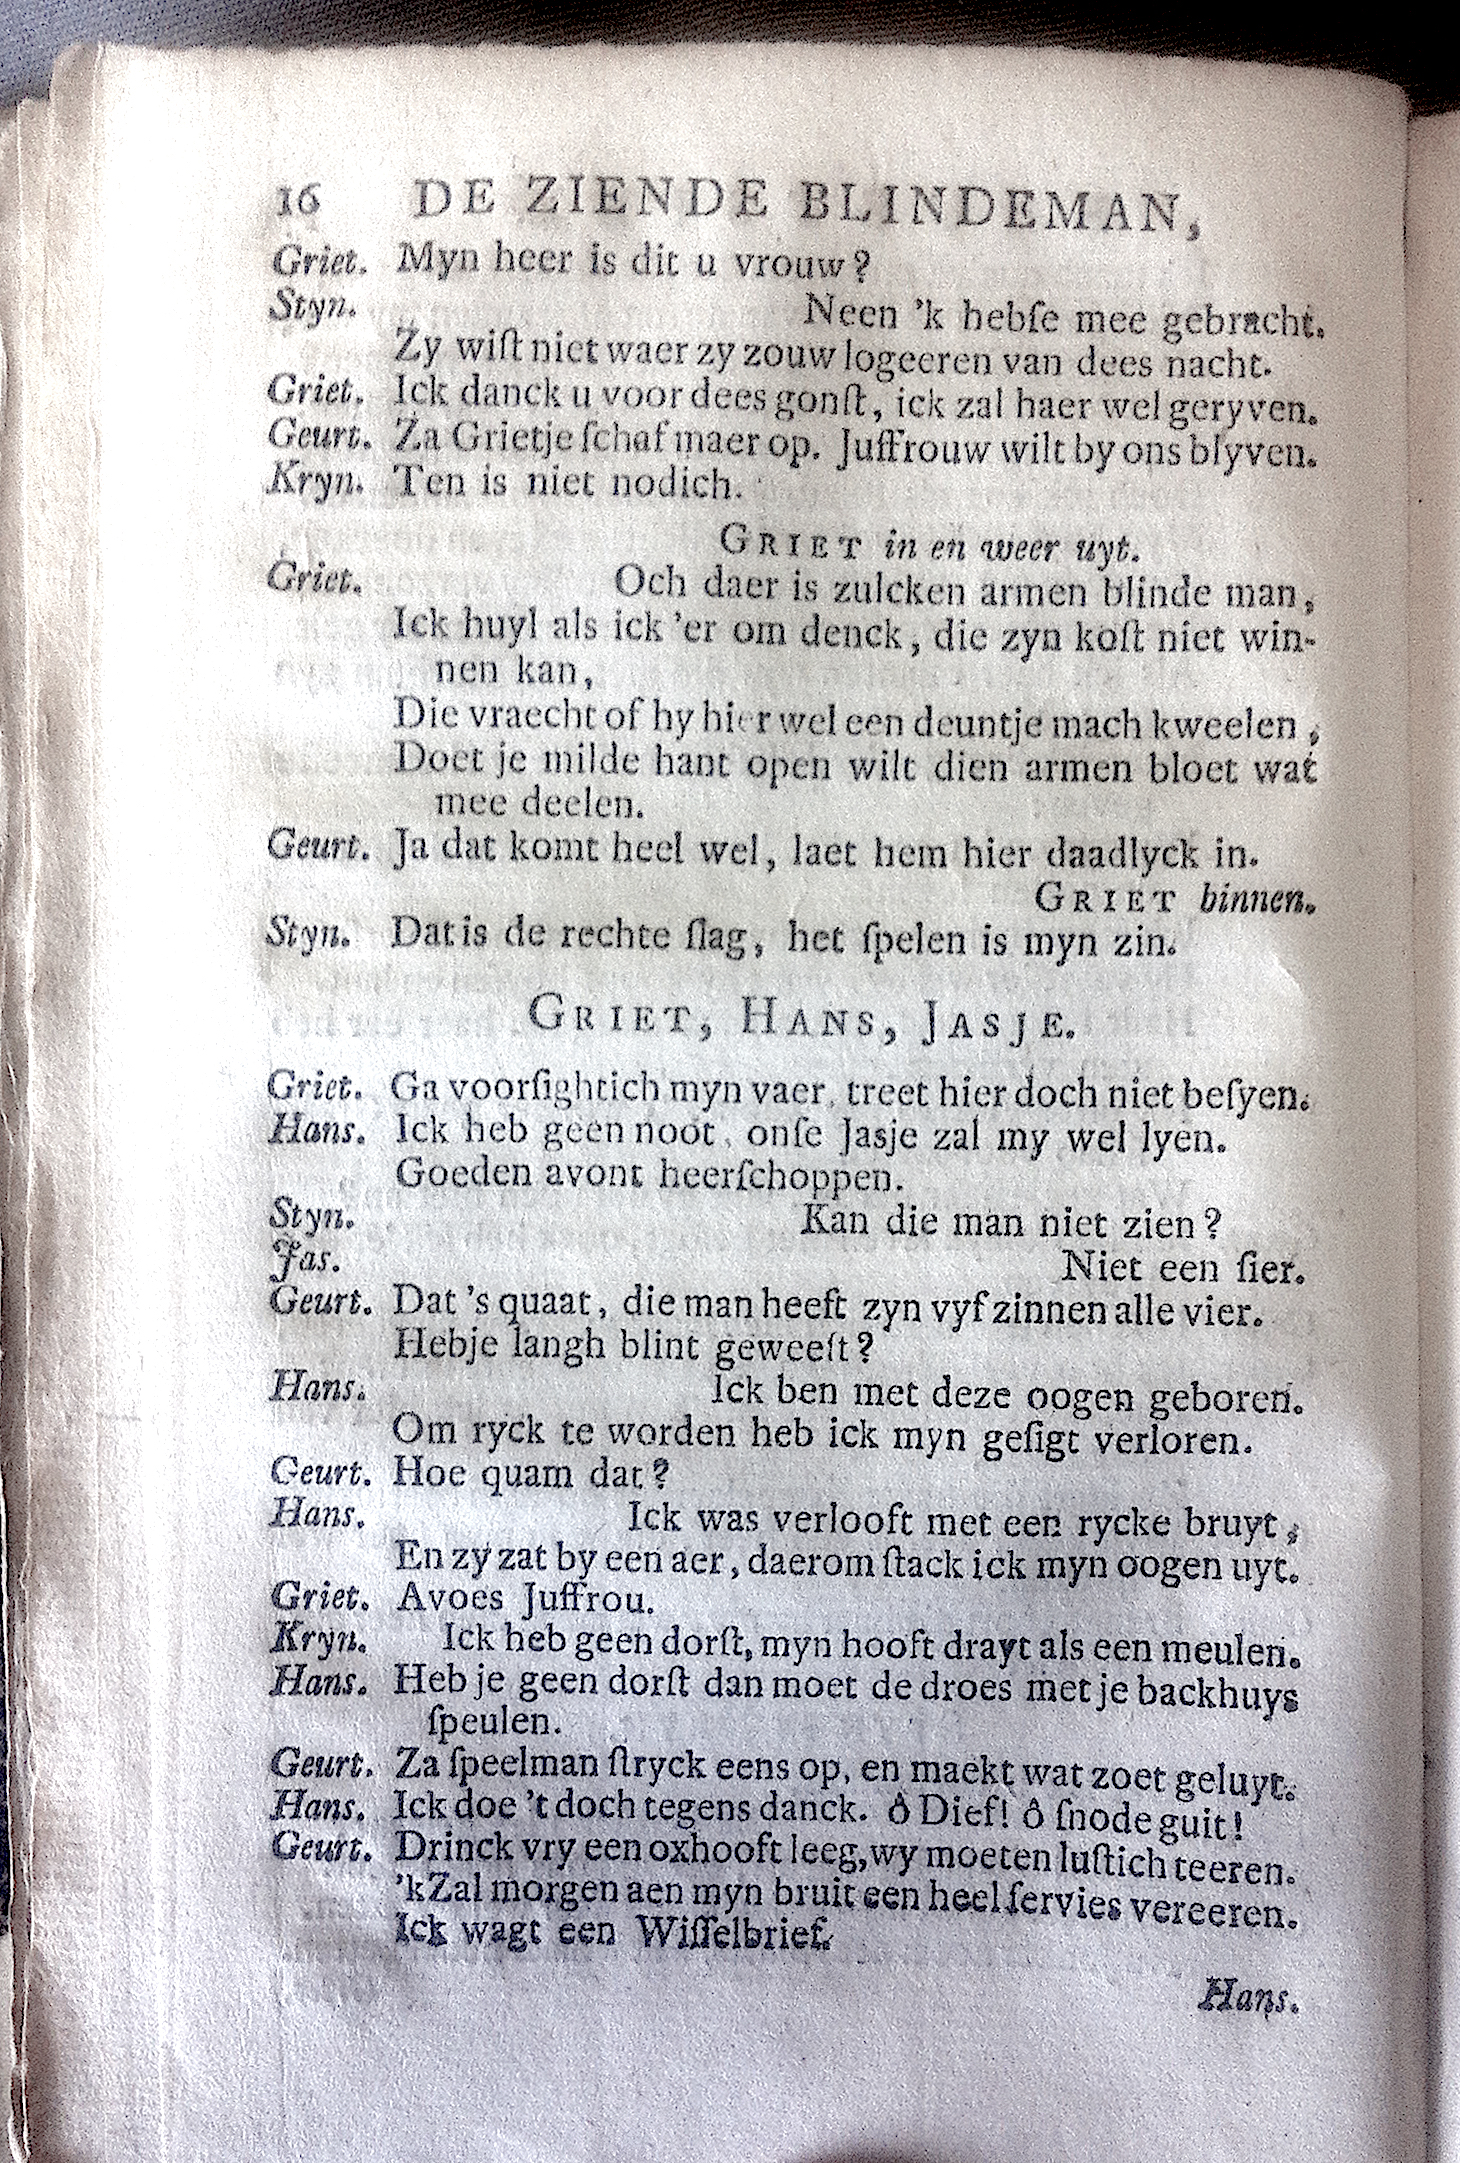 16 DE ZIENDE BLINDEMAN,
Griet. Myn heer is dit u vrouw?
Styn. Neen 'k hebſe mee gebracht.
Zy wiſt niet waer zy zouw logeeren van dees nacht.
Griet. Ick danck u voor dees gonſt, ick zal haer wel geryven.
Geurt. Za Grietje ſchaf maer op. Juffrouw wilt by ons blyven.
Kryn. Ten is niet nodich.
GRIET in en weer uyt.
Griet. Och daer is zulcken armen blinde man,
Ick huyl als ick 'er om denck, die zyn koſt niet win-
nen kan,
Die vraecht of hy hier wel een deuntje mach kweelen,
Doet je milde hant open wilt dien armen bloet wat
mee deelen.
Geurt. Ja dat komt heel wel, laet hem hier daadlyck in.
GRIET binnen.
Styn. Dat is de rechte ſlag, het ſpelen is myn zin.
GRIET, HANS, JASJE.
Griet. Ga voorſightich myn vaer, treet hier doch niet beſyen.
Hans. Ick heb geen noot, onſe Jasje zal my wel lyen.
Goeden avont heerſchoppen.
Styn. Kan die man niet zien?
Jas. Niet een ſier.
Geurt. Dat 's quaat, die man heeft zyn vyf zinnen alle vier.
Hebje langh blint geweeſt?
Hans. Ick ben met deze oogen geboren.
Om ryck te worden heb ick myn geſigt verloren.
Geurt. Hoe quam dat?
Hans. Ick was verlooft met een rycke bruyt,
En zy zat by een aer, daerom ſtack ick myn oogen uyt.
Griet. Avoes Juffrou.
Kryn. Ick heb geen dorſt, myn hooft drayt als een meulen.
Hans. Heb je geen dorſt dan moet de droes met je backhuys
ſpeulen.
Geurt. Za ſpeelman ſtryck eens op, en maekt wat zoet geluyt.
Hans. Ick doe 't doch tegens danck. ô Dief! ô ſnode guit!
Geurt. Drinck vry een oxhooft leeg, wy moeten luſtich teeren.
'k Zal morgen aen myn bruit een heel ſervies vereeren.
Ick wagt een Wiſſelbrief.
Hans.